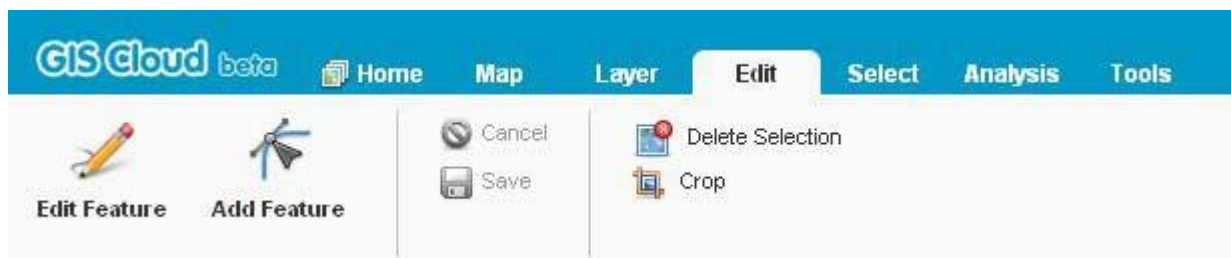 GIS Cloud beta Home Map Layer Edit Select Analysis Tools
Cancel Delete Selection
Save Crop
Edit Feature Add Feature